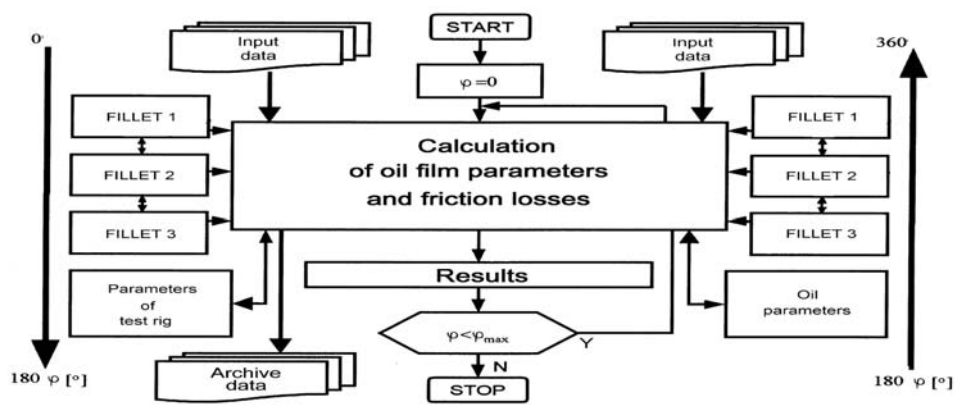 0°
Input
data
START
Input
data
360°
φ=0
FILLET 1
FILLET 2
FILLET 3
Calculation
of oil film parameters
and friction losses
FILLET 1
FILLET 2
FILLET 3
Parameters
of
test rig
Results
Oil
parameters
φ<φmax
Y
N
STOP
Archive
data
180 φ [°]
180 φ [°]